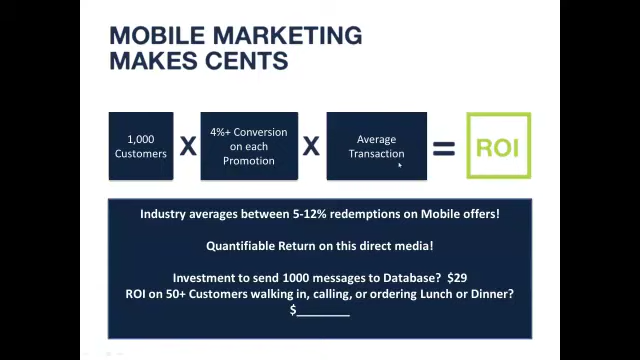 MOBILE MARKETING
MAKES CENTS
1,000
Customers
X
4%+ Conversion
on each
Promotion
X
Average
Transaction
=
ROI
Industry averages between 5-12% redemptions on Mobile offers!
Quantifiable Return on this direct media!
Investment to send 1000 messages to Database? $29
ROI on 50+ Customers walking in, calling, or ordering Lunch or Dinner?
$________